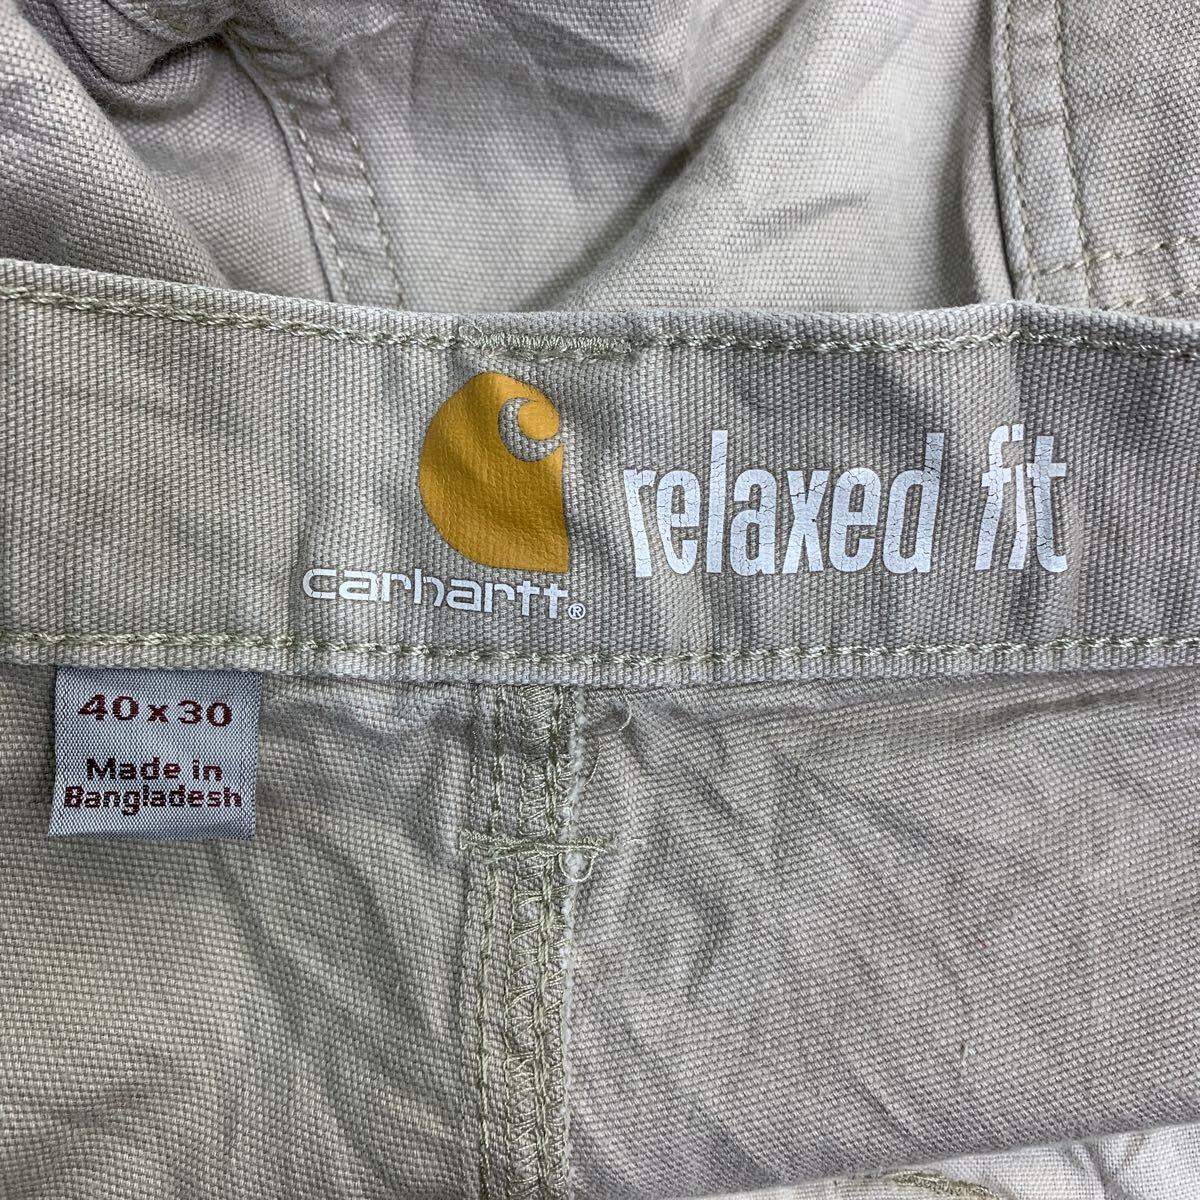 carhartt®
relaxed fit
40 x 30
Made in
Bangladesh